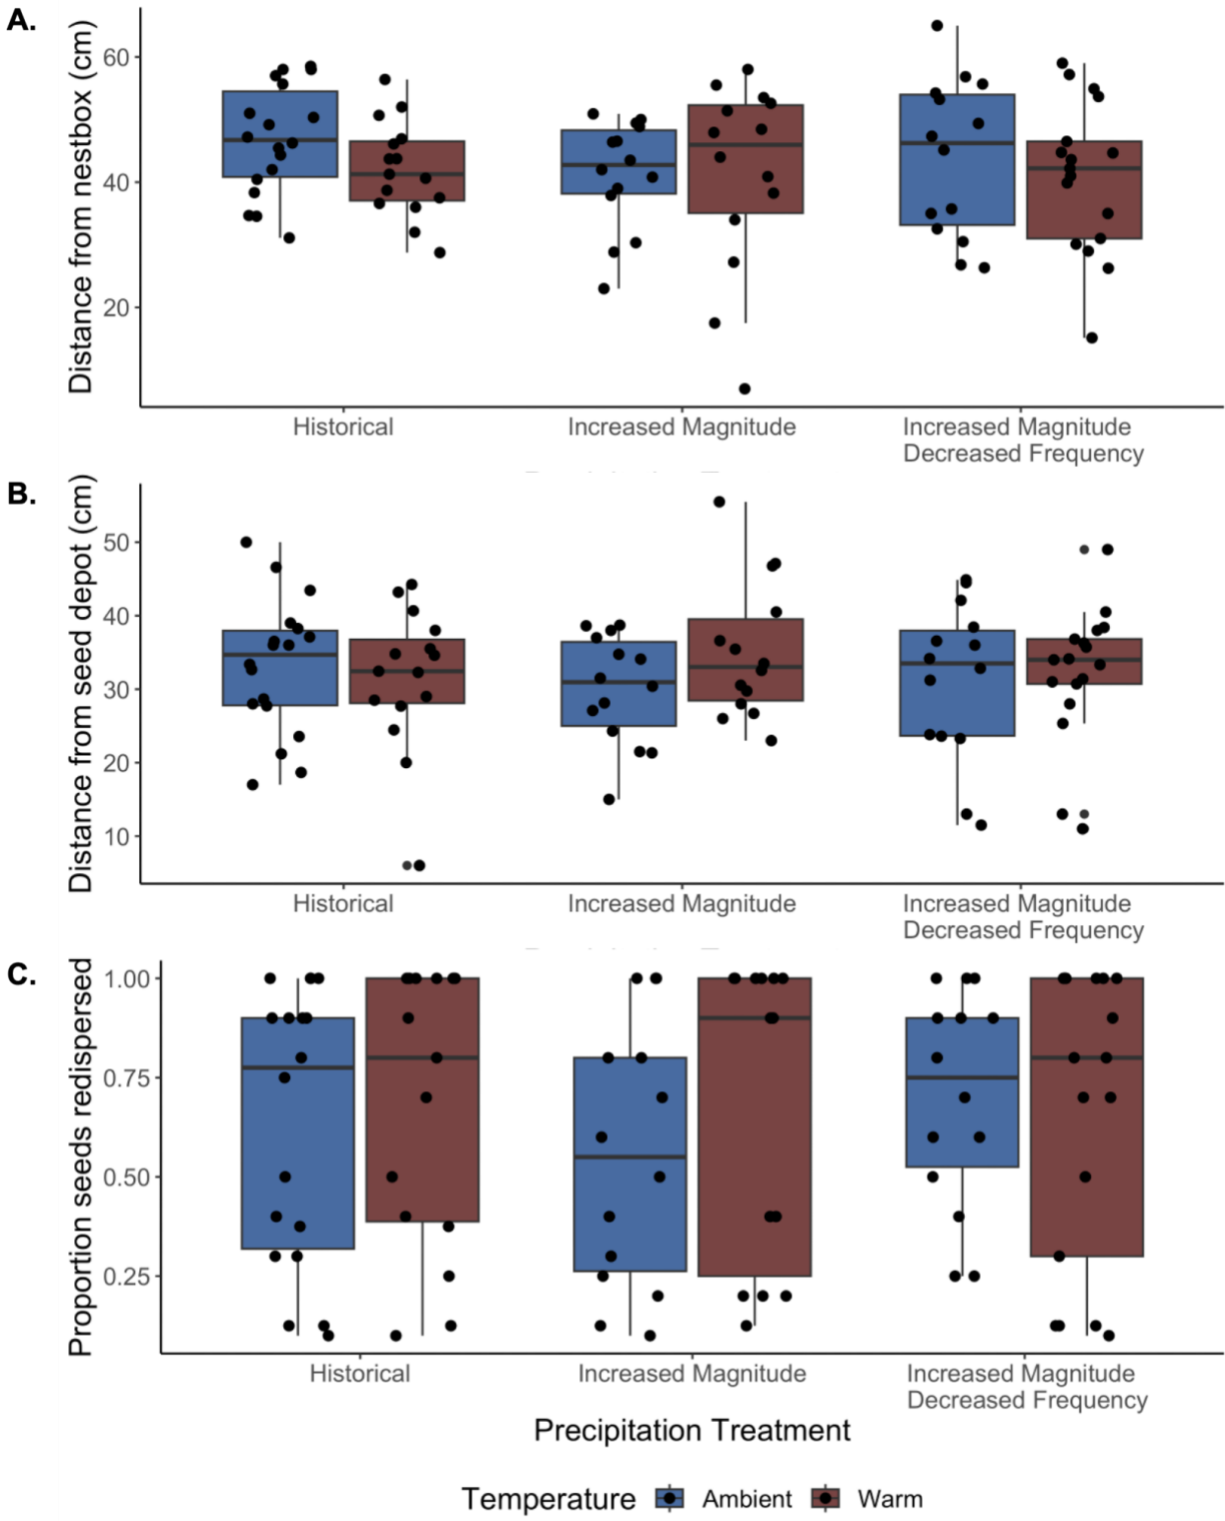 A.
Distance from nestbox (cm)
60
40
20
Historical
Increased Magnitude
Increased Magnitude
Decreased Frequency
B.
Distance from seed depot (cm)
50
40
30
20
10
Historical
Increased Magnitude
Increased Magnitude
Decreased Frequency
C.
Proportion seeds redispersed
1.00
0.75
0.50
0.25
Historical
Increased Magnitude
Increased Magnitude
Decreased Frequency
Precipitation Treatment
Temperature Ambient Warm